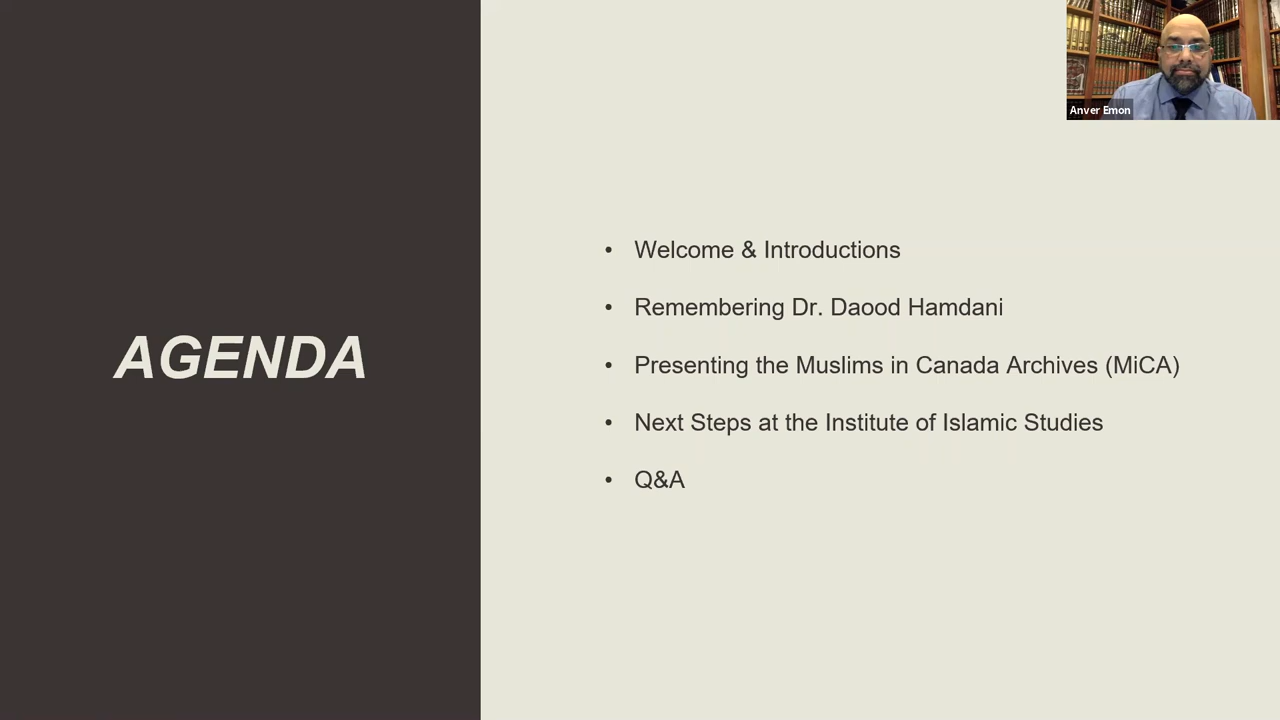 Anver Emon
AGENDA
• Welcome & Introductions
• Remembering Dr. Daood Hamdani
• Presenting the Muslims in Canada Archives (MiCA)
• Next Steps at the Institute of Islamic Studies
• Q&A